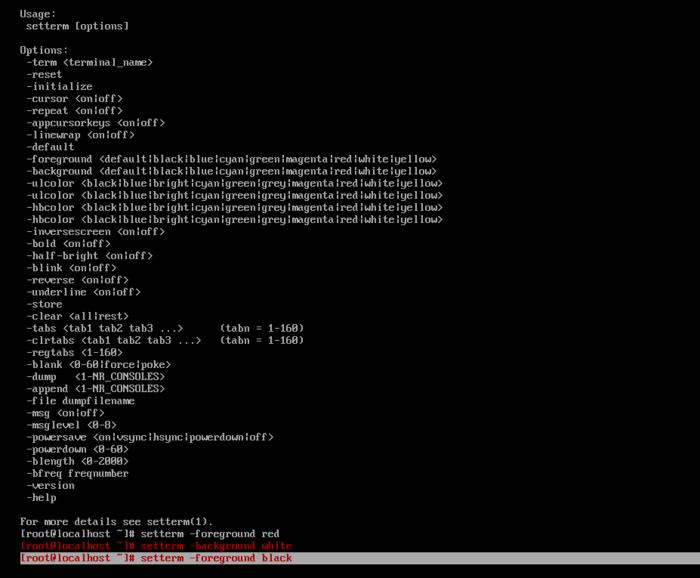 Usage:
setterm [options]
Options:
-term <terminal_name>
-reset
-initialize
-cursor <on|off>
-repeat <on|off>
-appcursorkeys <on|off>
-linewrap <on|off>
-default
-foreground <default|black|blue|cyan|green|magenta|red|white|yellow>
-background <default|black|blue|cyan|green|magenta|red|white|yellow>
-ulcolor <black|blue|bright|cyan|green|grey|magenta|red|white|yellow>
-ulcolor <black|blue|bright|cyan|green|grey|magenta|red|white|yellow>
-hbcolor <black|blue|bright|cyan|green|grey|magenta|red|white|yellow>
-hbcolor <black|blue|bright|cyan|green|grey|magenta|red|white|yellow>
-inversescreen <on|off>
-bold <on|off>
-half-bright <on|off>
-blink <on|off>
-reverse <on|off>
-underline <on|off>
-store
-clear <all|rest>
-tabs <tab1 tab2 tab3 ...>      (tabn = 1-160)
-clrtabs <tab1 tab2 tab3 ...>   (tabn = 1-160)
-regtabs <1-160>
-blank <0-60|force|poke>
-dump   <1-NR_CONSOLES>
-append <1-NR_CONSOLES>
-file dumpfilename
-msg <on|off>
-msglevel <0-8>
-powersave <on|vsync|hsync|powerdown|off>
-powerdown <0-60>
-blength <0-2000>
-bfreq freqnumber
-version
-help
For more details see setterm(1).
[root@localhost ~]# setterm -foreground red
[root@localhost ~]# setterm -background white
[root@localhost ~]# setterm -foreground black